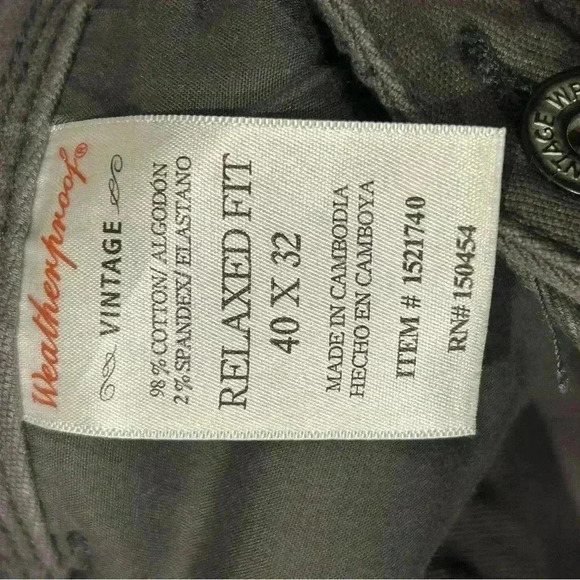 Weatherproof®
VINTAGE
98% COTTON/ALGODÓN
2% SPANDEX/ELASTANO
RELAXED FIT
40 X 32
MADE IN CAMBODIA
HECHO EN CAMBOYA
ITEM # 1521740
RN# 150454